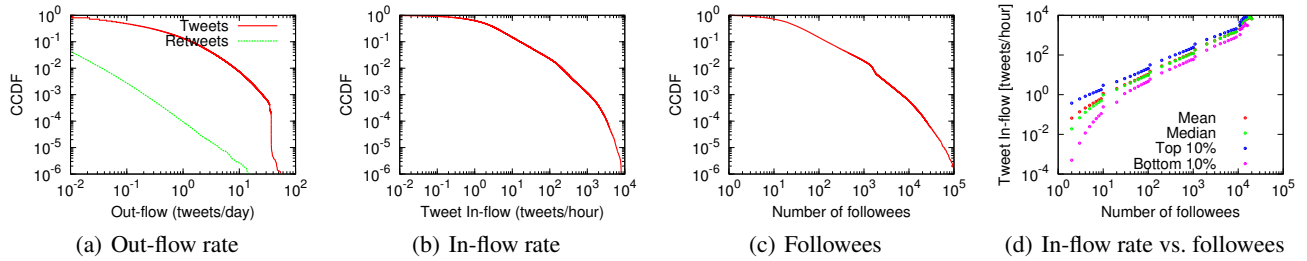 10^0
10^-1
10^-2
10^-3
10^-4
10^-5
10^-6
CCDF
Tweets
Retweets
10^-2 10^-1 10^0 10^1 10^2
Out-flow (tweets/day)
(a) Out-flow rate
10^0
10^-1
10^-2
10^-3
10^-4
10^-5
10^-6
CCDF
10^-2 10^-1 10^0 10^1 10^2 10^3 10^4
Tweet In-flow (tweets/hour)
(b) In-flow rate
10^0
10^-1
10^-2
10^-3
10^-4
10^-5
10^-6
CCDF
10^0 10^1 10^2 10^3 10^4 10^5
Number of followees
(c) Followees
10^4
10^2
10^0
10^-2
10^-4
Tweet In-flow [tweets/hour]
Mean
Median
Top 10%
Bottom 10%
10^0 10^1 10^2 10^3 10^4 10^5
Number of followees
(d) In-flow rate vs. followees